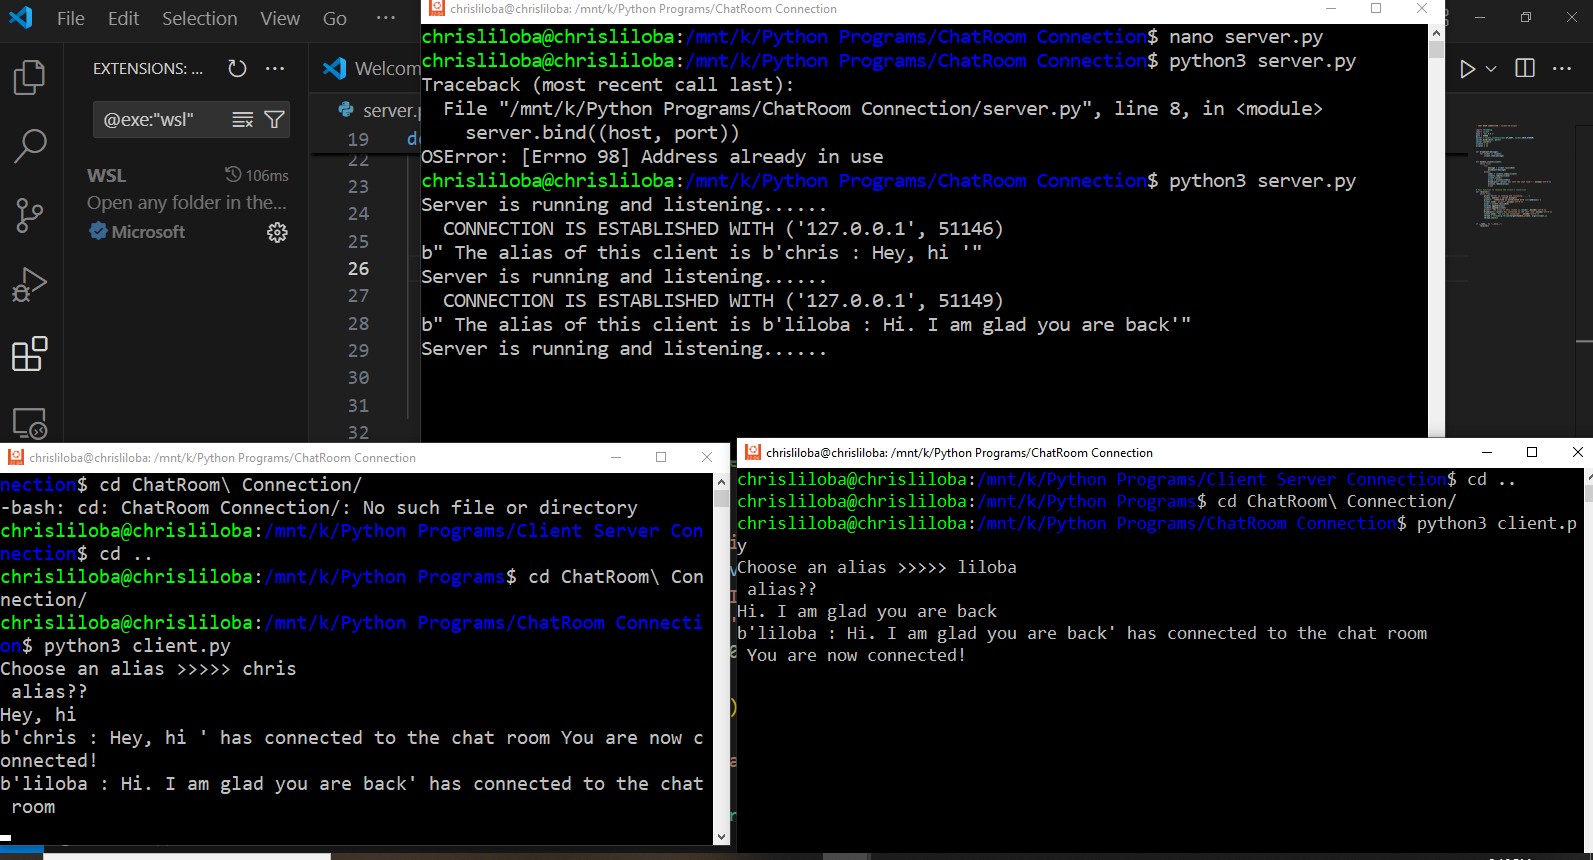 File Edit Selection View Go ···
EXTENSIONS: ...
@exe:"wsl"
WSL 106ms
Open any folder in the...
Microsoft
Welcom
server.p
19 de
22
23
24
25
26
27
28
29
30
31
32
chrisliloba@chrisliloba: /mnt/k/Python Programs/ChatRoom Connection
chrisliloba@chrisliloba:/mnt/k/Python Programs/ChatRoom Connection$ nano server.py
chrisliloba@chrisliloba:/mnt/k/Python Programs/ChatRoom Connection$ python3 server.py
Traceback (most recent call last):
File "/mnt/k/Python Programs/ChatRoom Connection/server.py", line 8, in <module>
server.bind((host, port))
OSError: [Errno 98] Address already in use
chrisliloba@chrisliloba:/mnt/k/Python Programs/ChatRoom Connection$ python3 server.py
Server is running and listening......
CONNECTION IS ESTABLISHED WITH ('127.0.0.1', 51146)
b" The alias of this client is b'chris : Hey, hi '"
Server is running and listening......
CONNECTION IS ESTABLISHED WITH ('127.0.0.1', 51149)
b" The alias of this client is b'liloba : Hi. I am glad you are back'"
Server is running and listening......
chrisliloba@chrisliloba: /mnt/k/Python Programs/ChatRoom Connection
nection$ cd ChatRoom\ Connection/
-bash: cd: ChatRoom Connection/: No such file or directory
chrisliloba@chrisliloba:/mnt/k/Python Programs/Client Server Con
nection$ cd ..
chrisliloba@chrisliloba:/mnt/k/Python Programs$ cd ChatRoom\ Con
nection/
chrisliloba@chrisliloba:/mnt/k/Python Programs/ChatRoom Connecti
on$ python3 client.py
Choose an alias >>>>> chris
alias??
Hey, hi
b'chris : Hey, hi ' has connected to the chat room You are now c
onnected!
b'liloba : Hi. I am glad you are back' has connected to the chat
room
chrisliloba@chrisliloba: /mnt/k/Python Programs/ChatRoom Connection
chrisliloba@chrisliloba:/mnt/k/Python Programs/Client Server Connection$ cd ..
chrisliloba@chrisliloba:/mnt/k/Python Programs$ cd ChatRoom\ Connection/
chrisliloba@chrisliloba:/mnt/k/Python Programs/ChatRoom Connection$ python3 client.p
y
Choose an alias >>>>> liloba
alias??
Hi. I am glad you are back
b'liloba : Hi. I am glad you are back' has connected to the chat room
You are now connected!